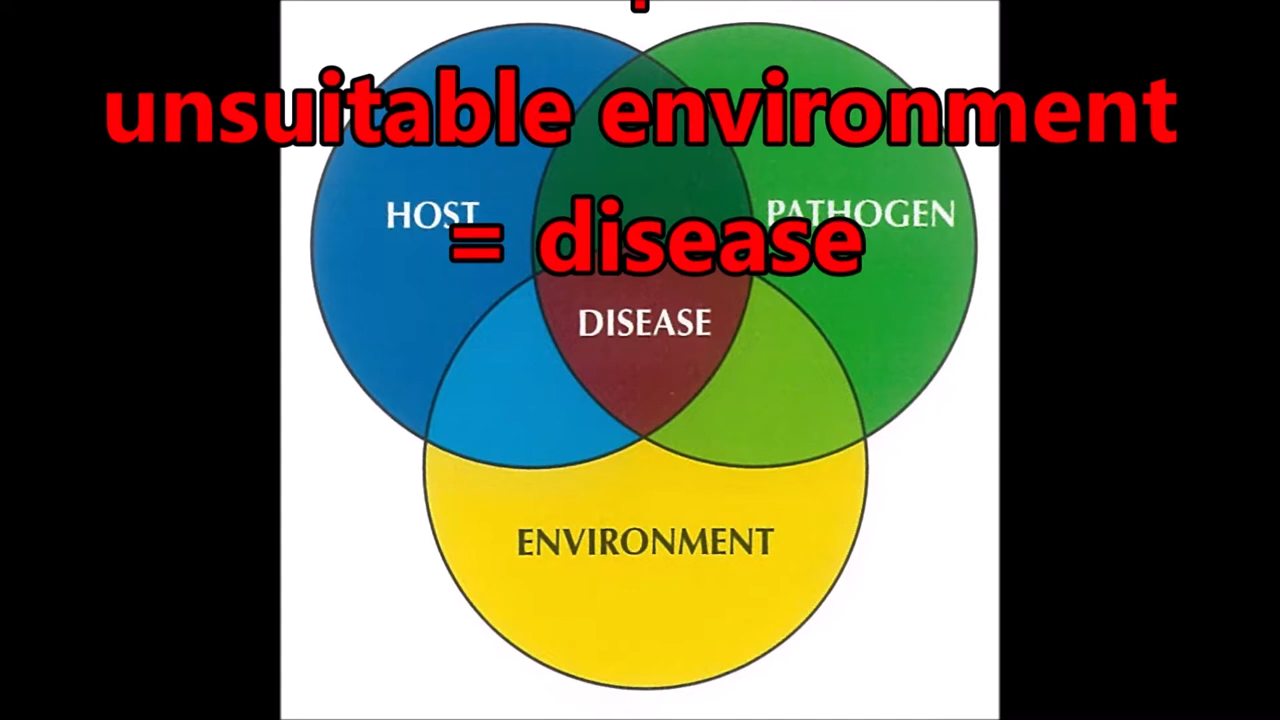 unsuitable environment
= disease
HOST
PATHOGEN
DISEASE
ENVIRONMENT